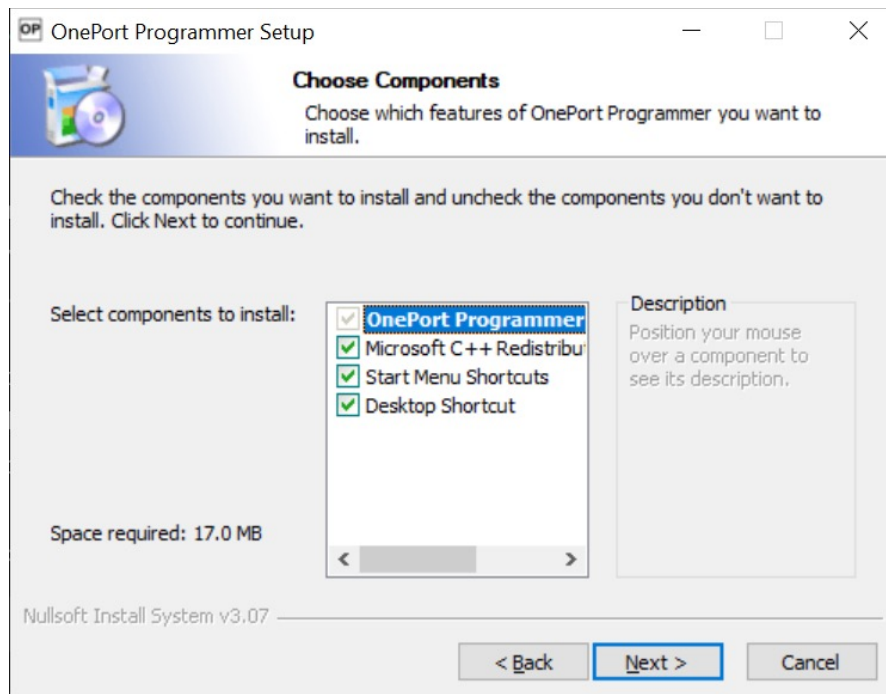 OP OnePort Programmer Setup
Choose Components
Choose which features of OnePort Programmer you want to
install.
Check the components you want to install and uncheck the components you don't want to
install. Click Next to continue.
Select components to install:
OnePort Programmer
Microsoft C++ Redistribu
Start Menu Shortcuts
Desktop Shortcut
Description
Position your mouse
over a component to
see its description.
Space required: 17.0 MB
Nullsoft Install System v3.07
< Back
Next >
Cancel